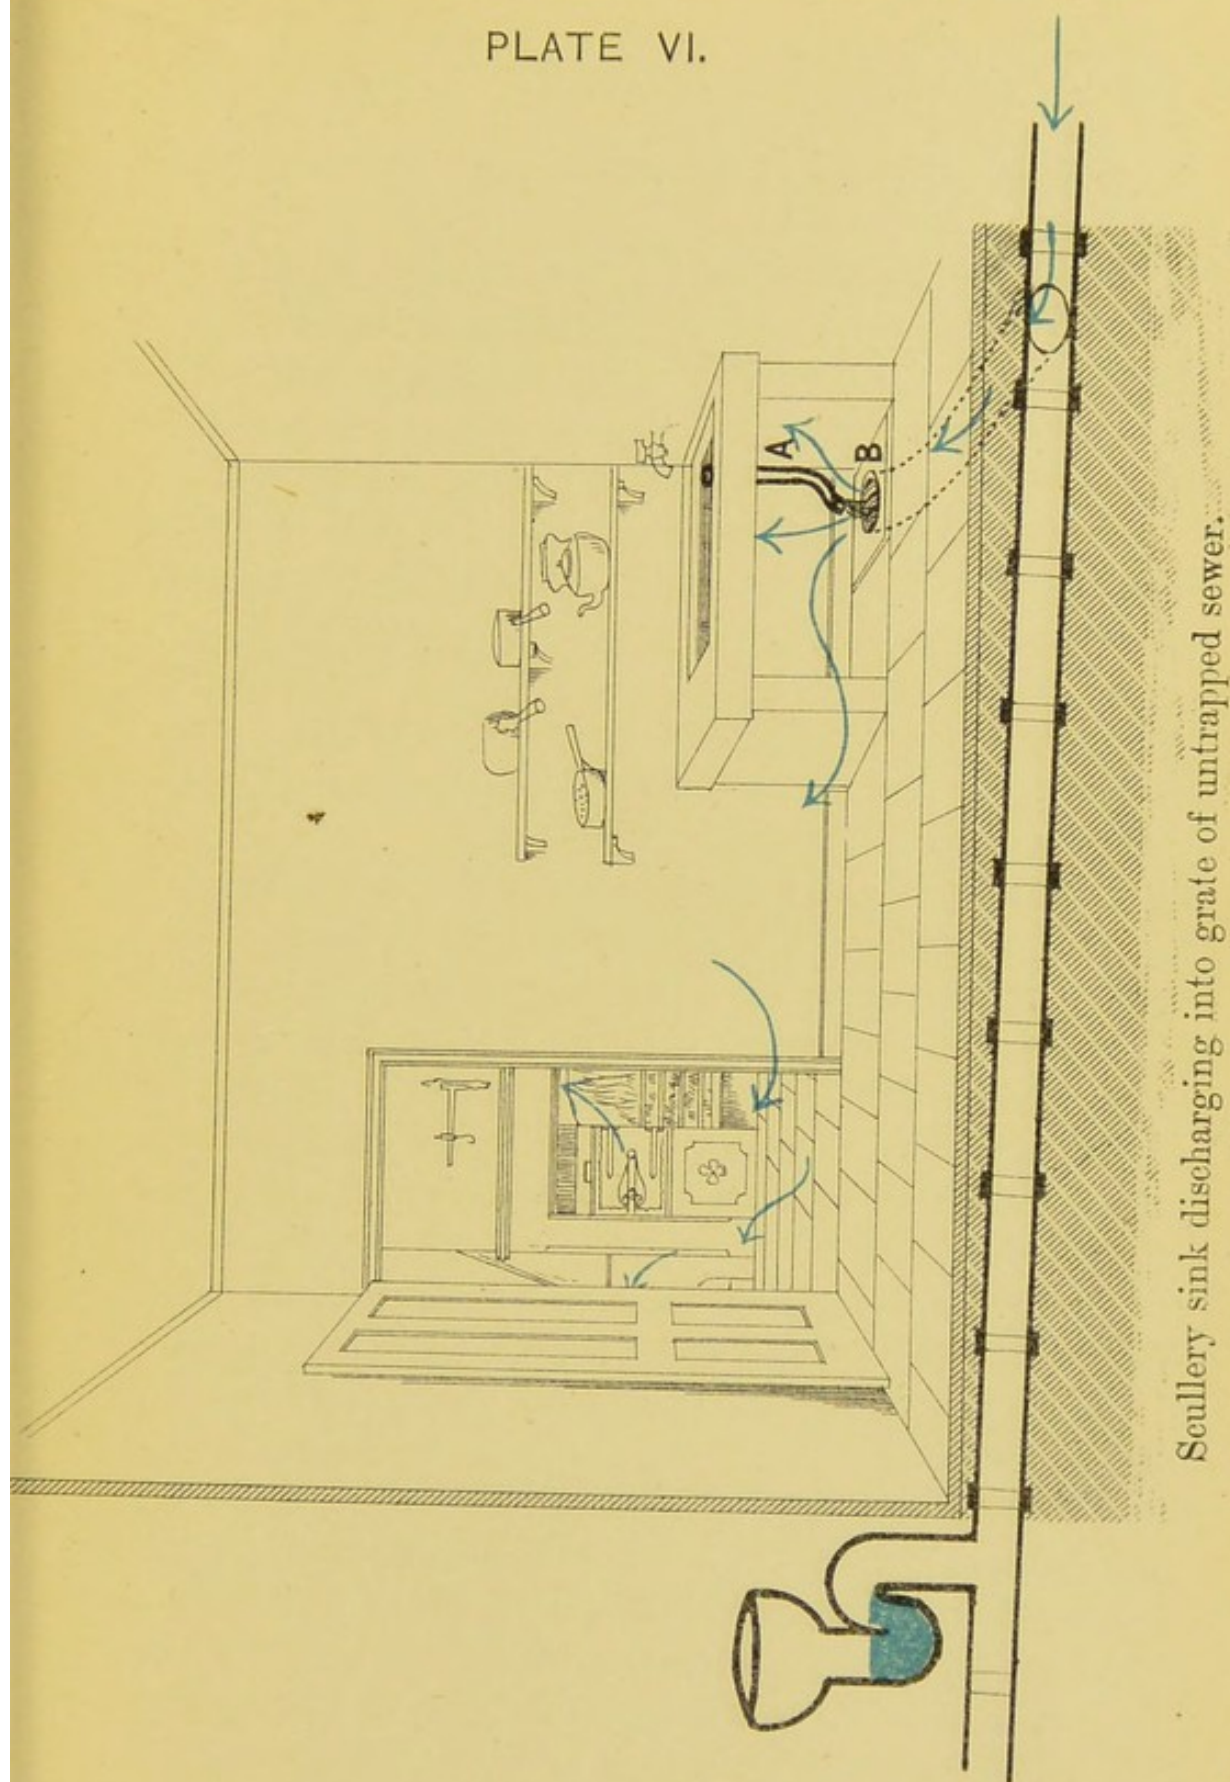 PLATE VI.
A
B
Scullery sink discharging into grate of untrapped sewer.